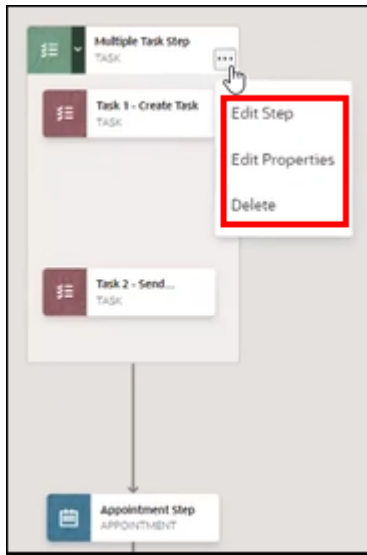 Multiple Task Step
TASK
Task 1 - Create Task
TASK
Edit Step
Edit Properties
Delete
Task 2 - Send...
TASK
Appointment Step
APPOINTMENT